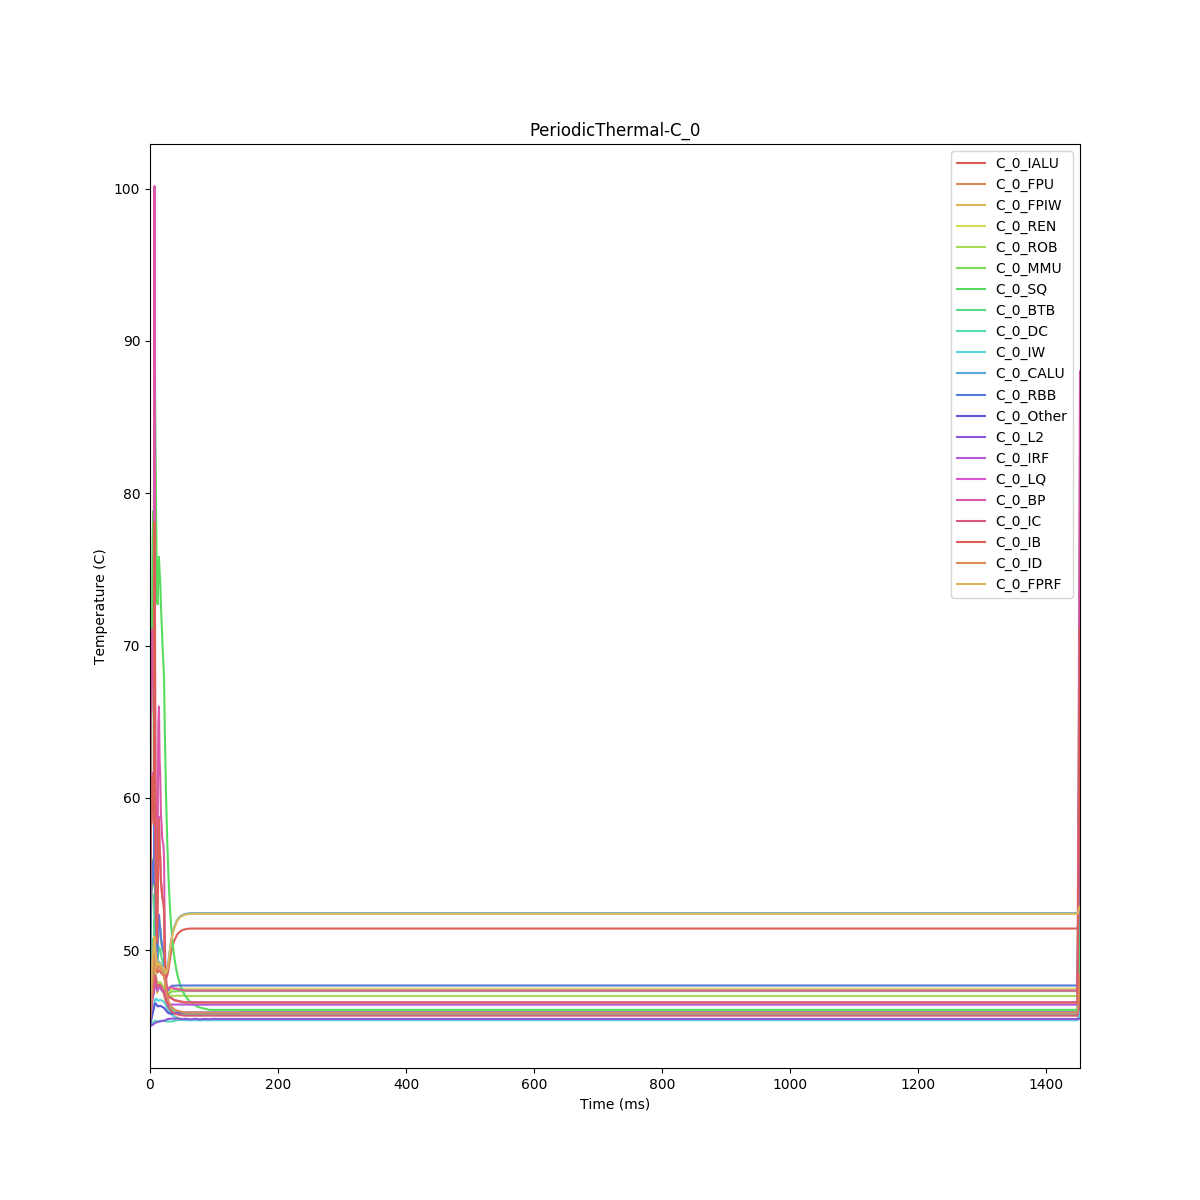 PeriodicThermal-C_0
C_0_IALU
C_0_FPU
C_0_FPIW
C_0_REN
C_0_ROB
C_0_MMU
C_0_SQ
C_0_BTB
C_0_DC
C_0_IW
C_0_CALU
C_0_RBB
C_0_Other
C_0_L2
C_0_IRF
C_0_LQ
C_0_BP
C_0_IC
C_0_IB
C_0_ID
C_0_FPRF
100
90
80
70
60
50
Temperature (C)
0 200 400 600 800 1000 1200 1400
Time (ms)